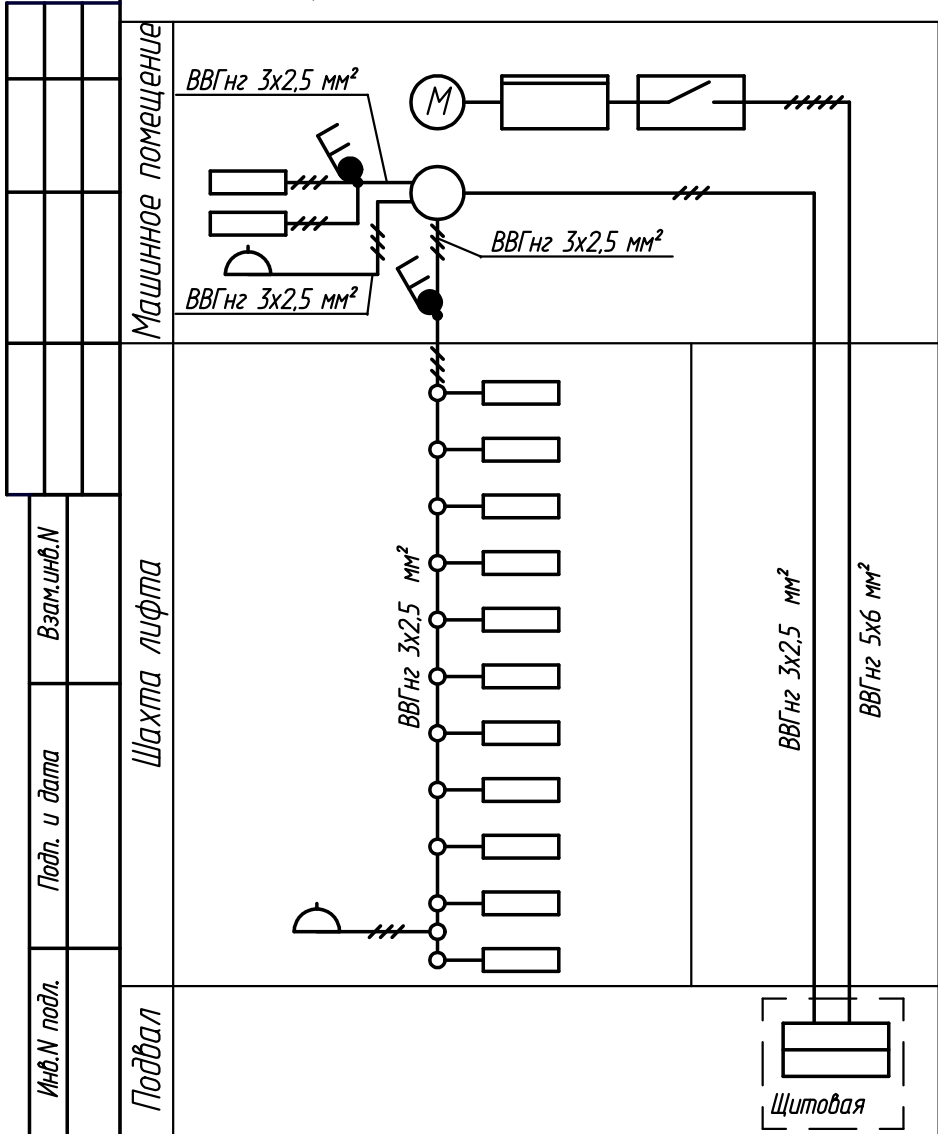 Машинное помещение
ВВГнг 3х2,5 мм²
М
ВВГнг 3х2,5 мм²
ВВГнг 3х2,5 мм²
Шахта лифта
ВВГнг 3х2,5 мм²
ВВГнг 3х2,5 мм²
ВВГнг 5х6 мм²
Подвал
Щитовая
Взам.инв.N
Подп. и дата
Инв.N подл.